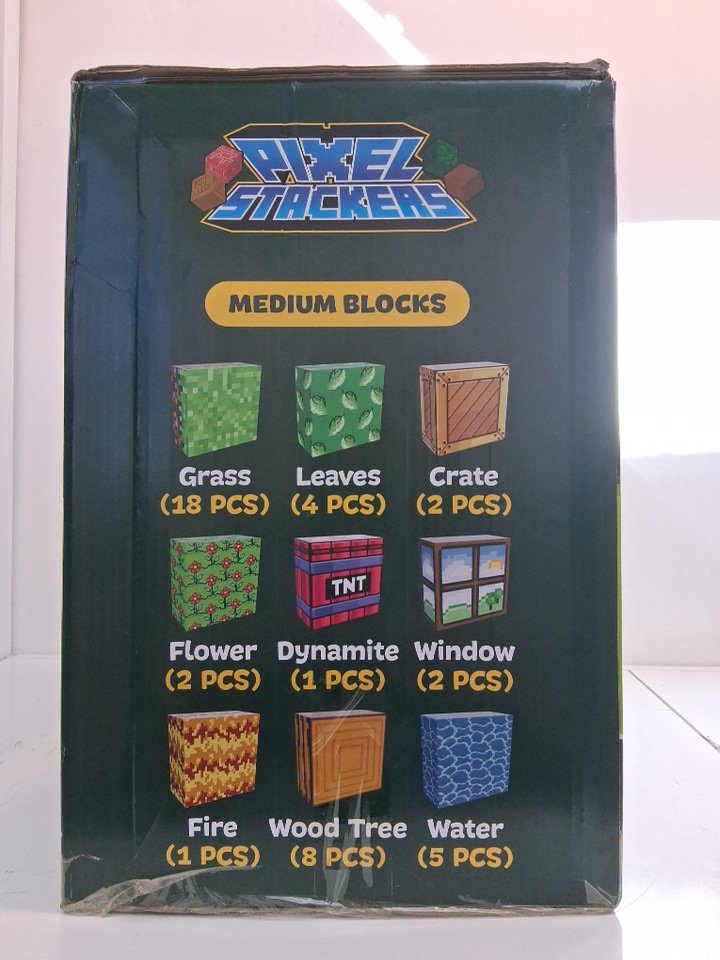 PIXEL
STACKERS
MEDIUM BLOCKS
Grass Leaves Crate
(18 PCS) (4 PCS) (2 PCS)
TNT
Flower Dynamite Window
(2 PCS) (1 PCS) (2 PCS)
Fire Wood Tree Water
(1 PCS) (8 PCS) (5 PCS)